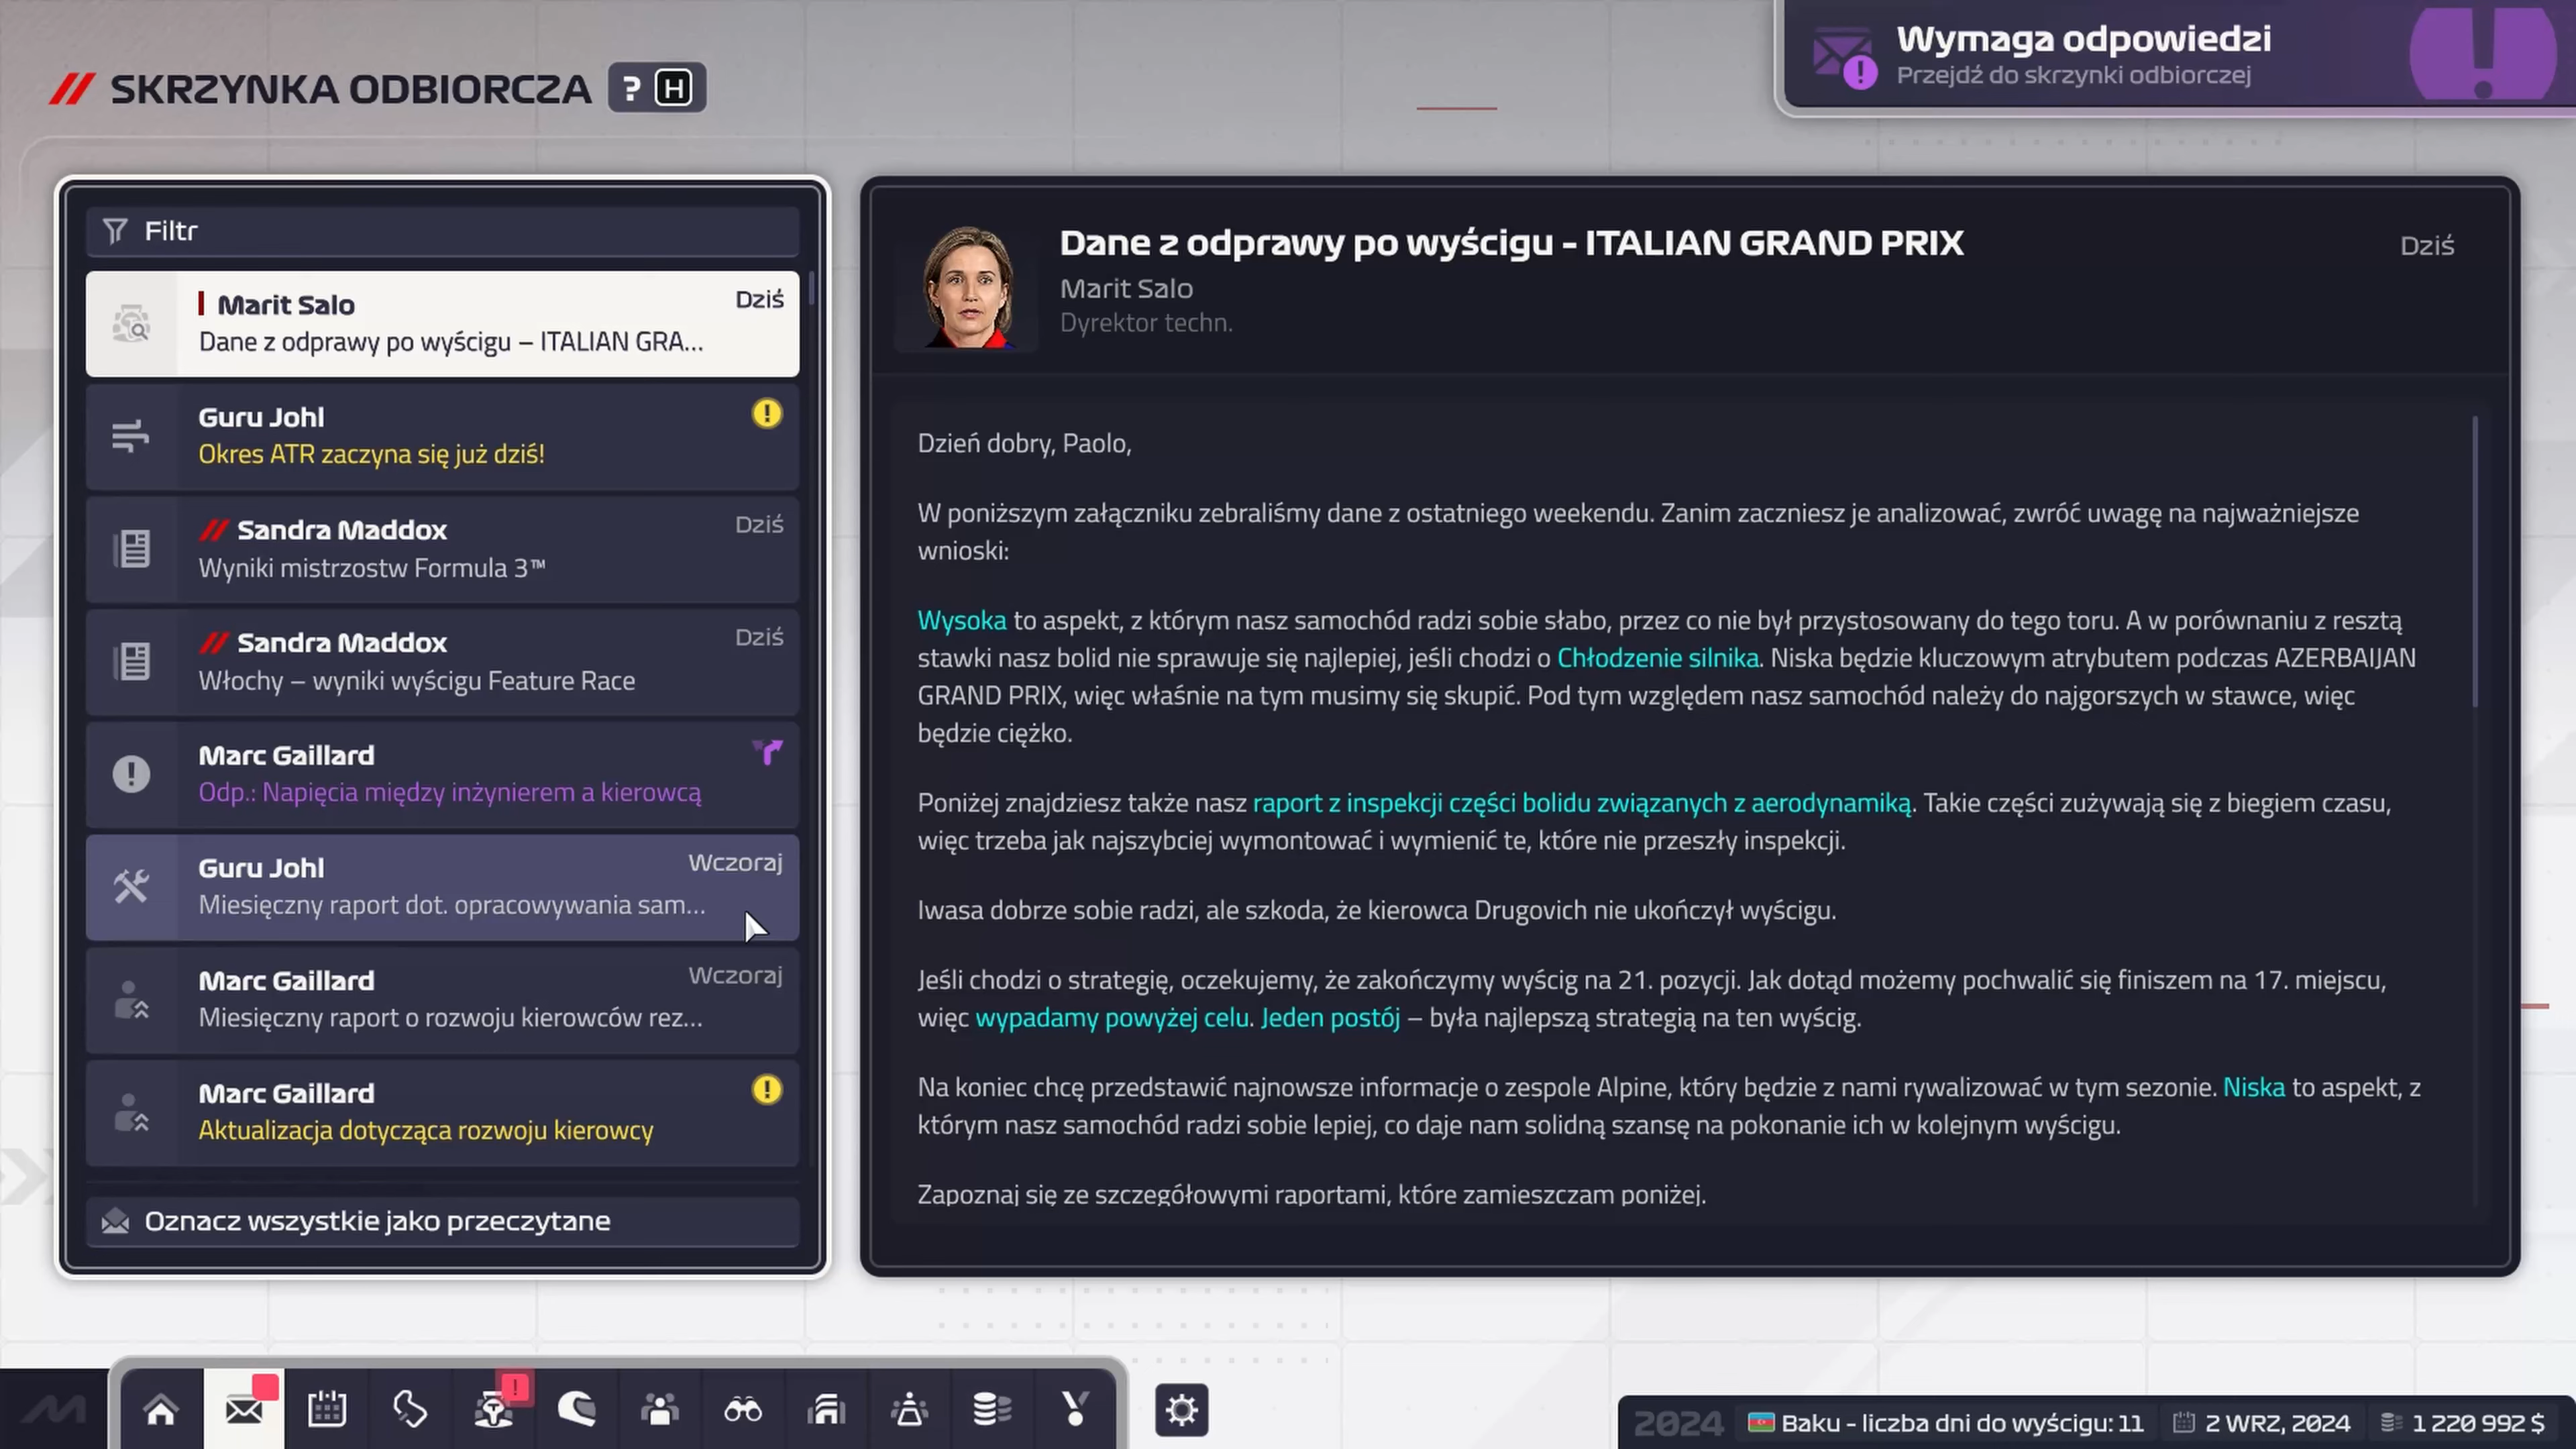 Wymaga odpowiedzi
Przejdź do skrzynki odbiorczej
SKRZYNKA ODBIORCZA ? H
Filtr
Marit Salo Dziś
Dane z odprawy po wyścigu – ITALIAN GRA...
Guru Johl
Okres ATR zaczyna się już dziś!
Sandra Maddox Dziś
Wyniki mistrzostw Formula 3™
Sandra Maddox Dziś
Włochy – wyniki wyścigu Feature Race
Marc Gaillard
Odp.: Napięcia między inżynierem a kierowcą
Guru Johl Wczoraj
Miesięczny raport dot. opracowywania sam...
Marc Gaillard Wczoraj
Miesięczny raport o rozwoju kierowców rez...
Marc Gaillard
Aktualizacja dotycząca rozwoju kierowcy
Oznacz wszystkie jako przeczytane
Dane z odprawy po wyścigu - ITALIAN GRAND PRIX Dziś
Marit Salo
Dyrektor techn.
Dzień dobry, Paolo,
W poniższym załączniku zebraliśmy dane z ostatniego weekendu. Zanim zaczniesz je analizować, zwróć uwagę na najważniejsze
wnioski:
Wysoka to aspekt, z którym nasz samochód radzi sobie słabo, przez co nie był przystosowany do tego toru. A w porównaniu z resztą
stawki nasz bolid nie sprawuje się najlepiej, jeśli chodzi o Chłodzenie silnika. Niska będzie kluczowym atrybutem podczas AZERBAIJAN
GRAND PRIX, więc właśnie na tym musimy się skupić. Pod tym względem nasz samochód należy do najgorszych w stawce, więc
będzie ciężko.
Poniżej znajdziesz także nasz raport z inspekcji części bolidu związanych z aerodynamiką. Takie części zużywają się z biegiem czasu,
więc trzeba jak najszybciej wymontować i wymienić te, które nie przeszły inspekcji.
Iwasa dobrze sobie radzi, ale szkoda, że kierowca Drugovich nie ukończył wyścigu.
Jeśli chodzi o strategię, oczekujemy, że zakończymy wyścig na 21. pozycji. Jak dotąd możemy pochwalić się finiszem na 17. miejscu,
więc wypadamy powyżej celu. Jeden postój – była najlepszą strategią na ten wyścig.
Na koniec chcę przedstawić najnowsze informacje o zespole Alpine, który będzie z nami rywalizować w tym sezonie. Niska to aspekt, z
którym nasz samochód radzi sobie lepiej, co daje nam solidną szansę na pokonanie ich w kolejnym wyścigu.
Zapoznaj się ze szczegółowymi raportami, które zamieszczam poniżej.
2024 Baku - liczba dni do wyścigu: 11 2 WRZ, 2024 1 220 992 $